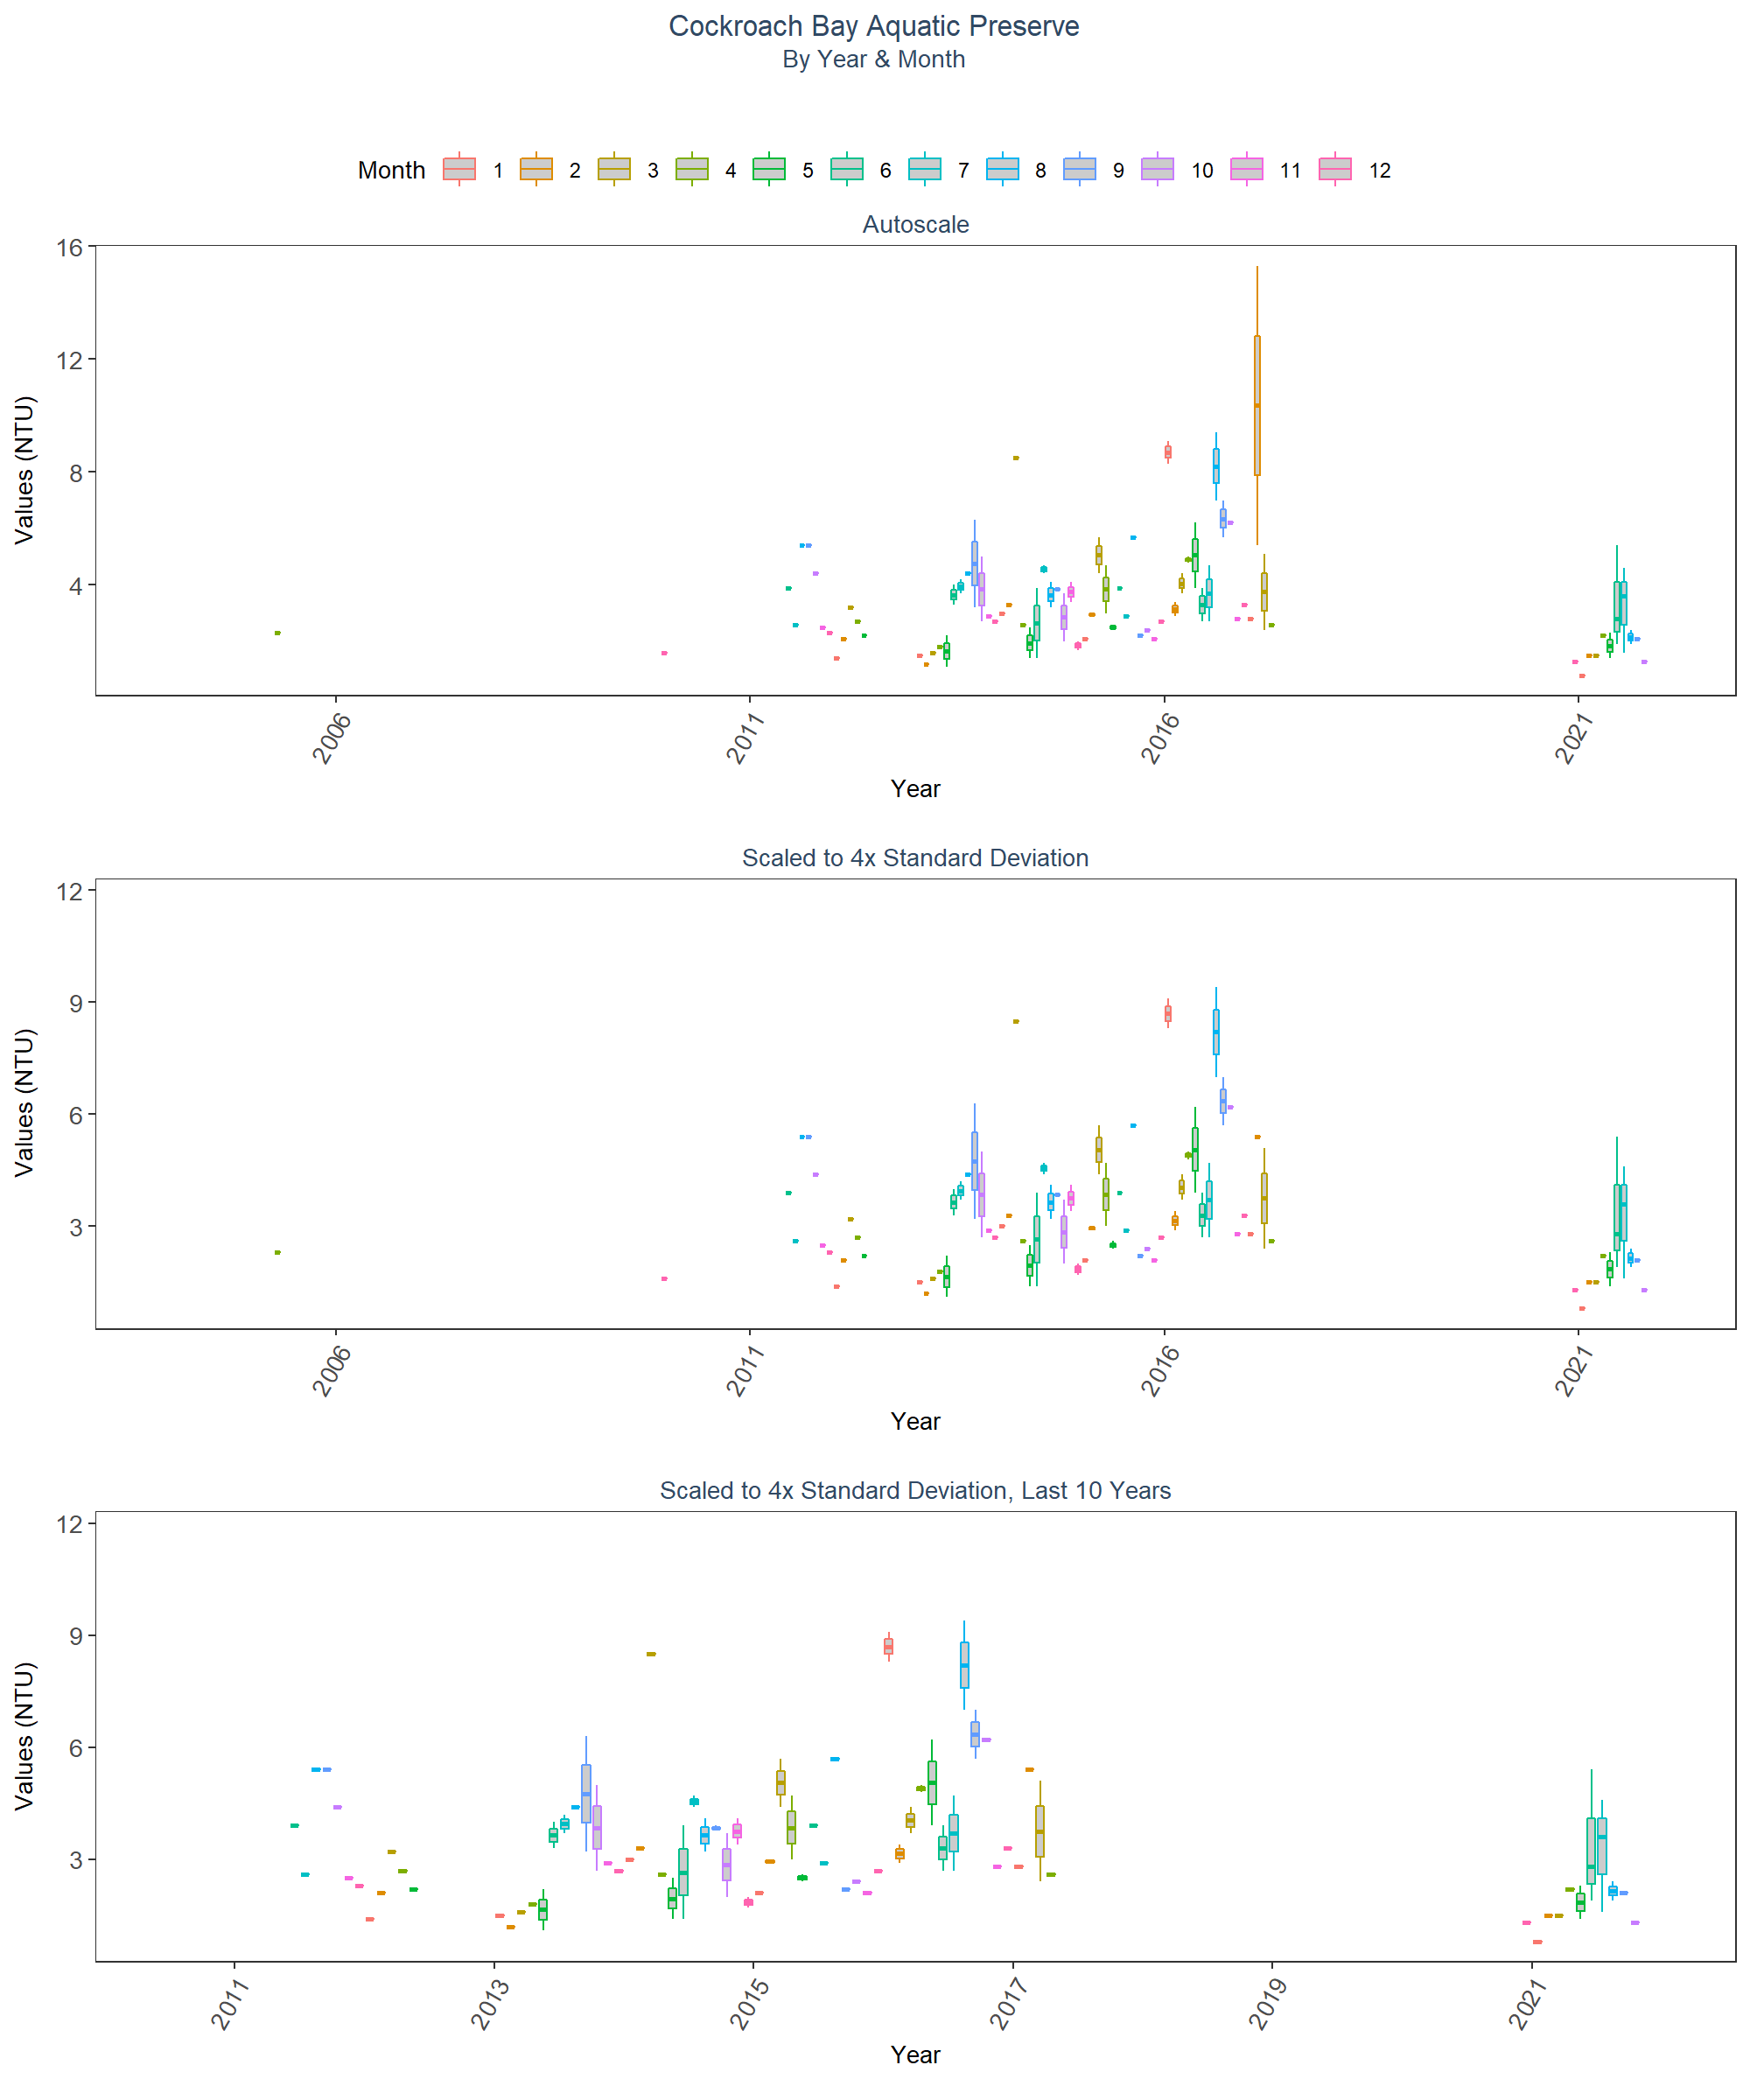 Cockroach Bay Aquatic Preserve
By Year & Month
Month 1 2 3 4 5 6 7 8 9 10 11 12
Autoscale
16
12
8
4
Values (NTU)
2006 2011 2016 2021
Year
Scaled to 4x Standard Deviation
12
9
6
3
Values (NTU)
2006 2011 2016 2021
Year
Scaled to 4x Standard Deviation, Last 10 Years
12
9
6
3
Values (NTU)
2011 2013 2015 2017 2019 2021
Year